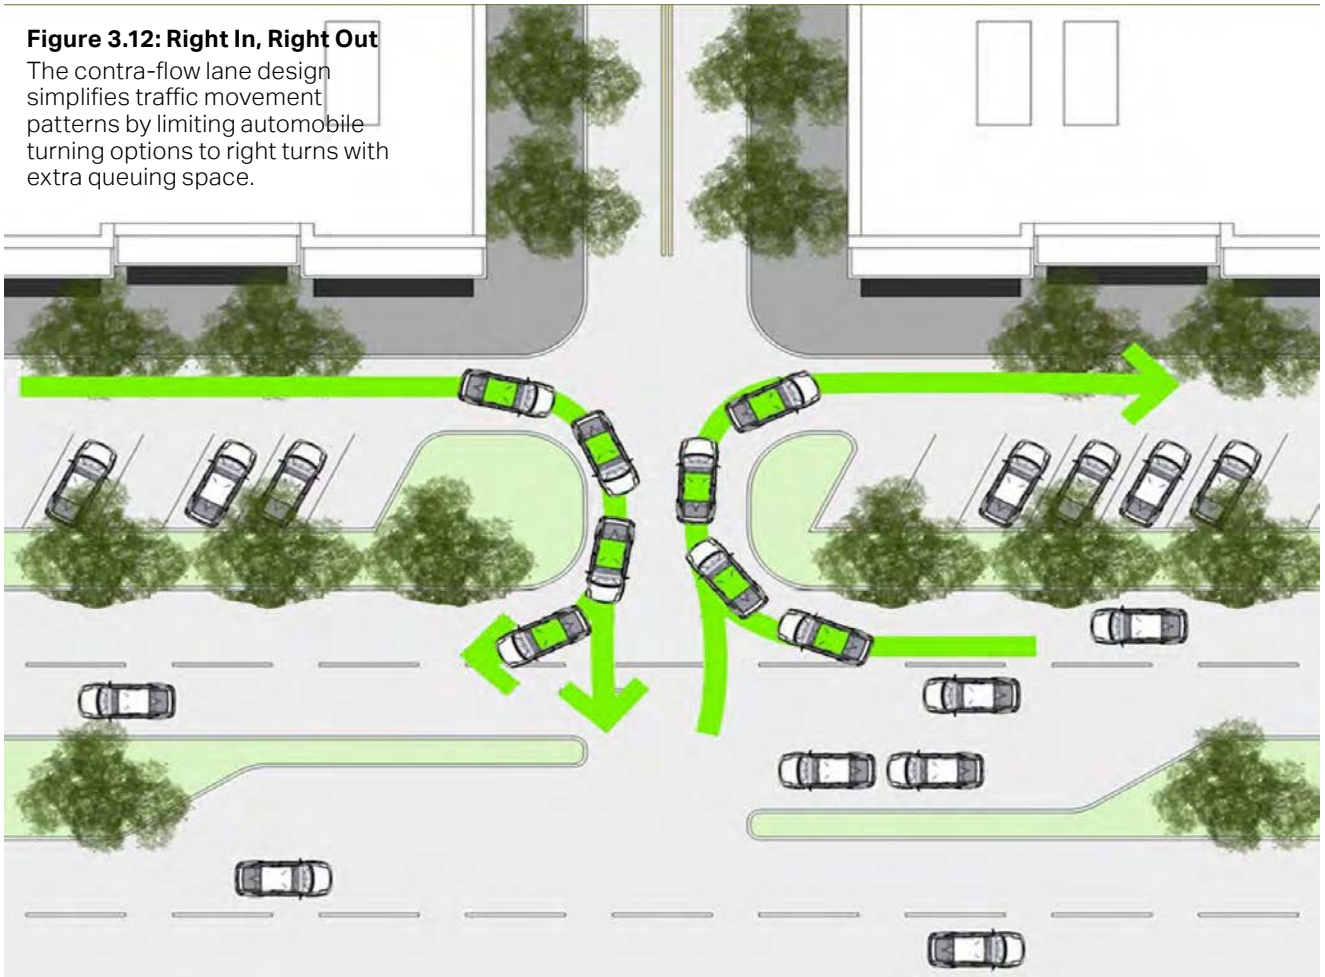 Figure 3.12: Right In, Right Out
The contra-flow lane design
simplifies traffic movement
patterns by limiting automobile
turning options to right turns with
extra queuing space.